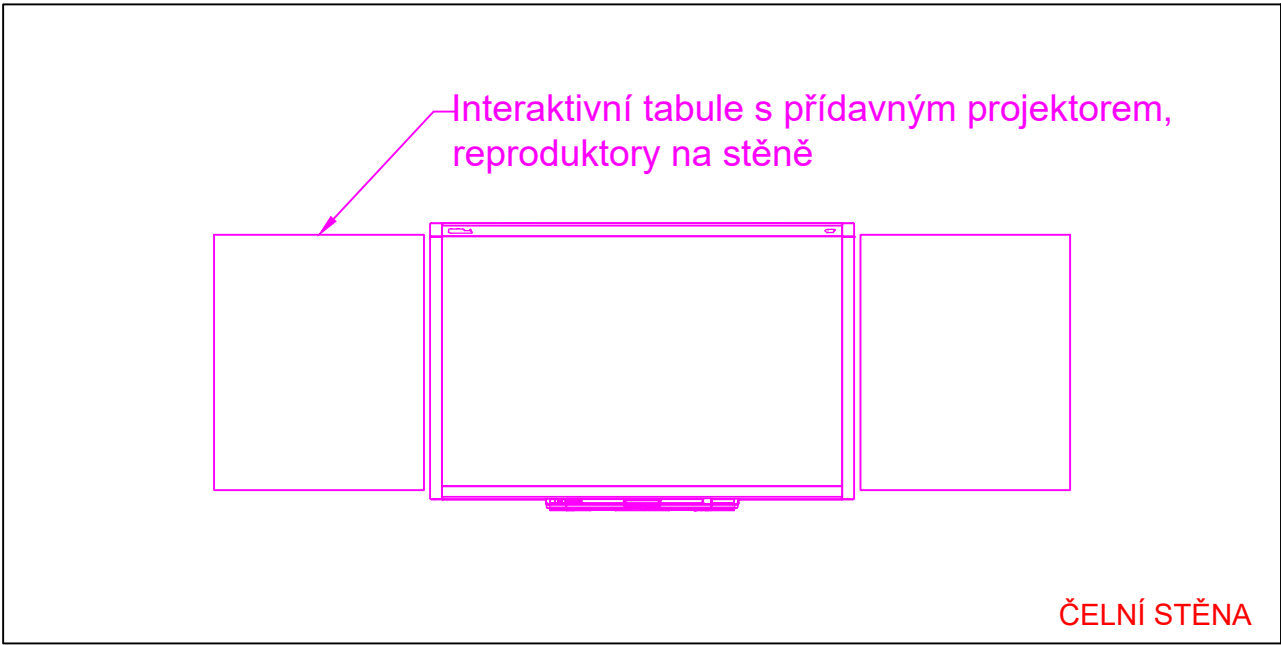 Interaktivní tabule s přídavným projektorem,
reproduktory na stěně
ČELNÍ STĚNA